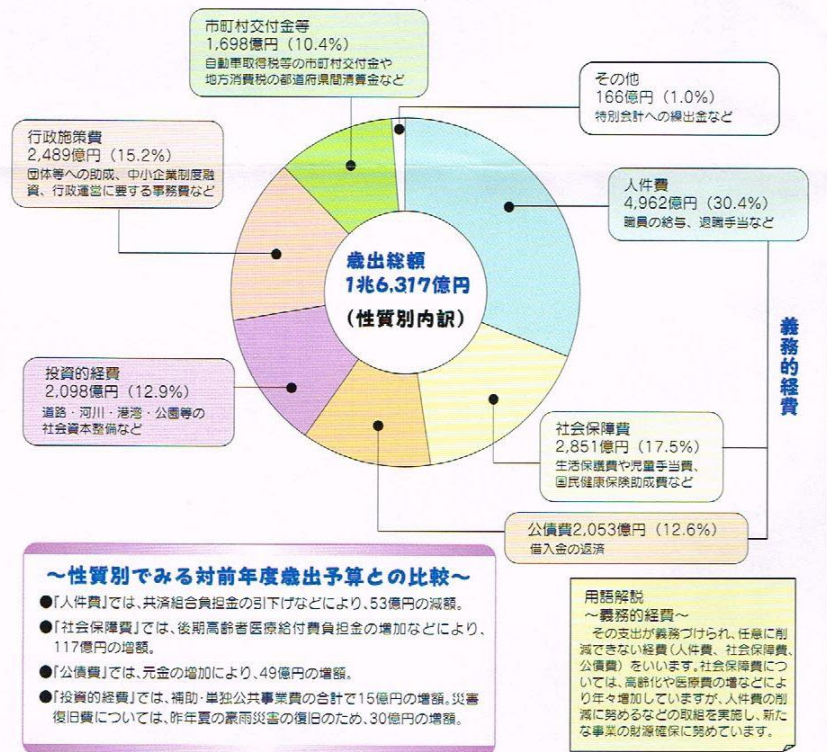 市町村交付金等
1,698億円（10.4%）
自動車取得税等の市町村交付金や
地方消費税の都道府県間清算金など
その他
166億円（1.0%）
特別会計への繰出金など
行政施策費
2,489億円（15.2%）
団体等への助成、中小企業制度融
資、行政運営に要する事務費など
人件費
4,962億円（30.4%）
職員の給与、退職手当など
歳出総額
1兆6,317億円
（性質別内訳）
義務的経費
投資的経費
2,098億円（12.9%）
道路・河川・港湾・公園等の
社会資本整備など
社会保障費
2,851億円（17.5%）
生活保護費や児童手当費、
国民健康保険助成費など
公債費2,053億円（12.6%）
借入金の返済
～性質別でみる対前年度歳出予算との比較～
●「人件費」では、共済組合負担金の引下げなどにより、53億円の減額。
●「社会保障費」では、後期高齢者医療給付費負担金の増加などにより、
117億円の増額。
●「公債費」では、元金の増加により、49億円の増額。
●「投資的経費」では、補助・単独公共事業費の合計で15億円の増額。災害
復旧費については、昨年夏の豪雨災害の復旧のため、30億円の増額。
用語解説
～義務的経費～
その支出が義務づけられ、任意に削
減できない経費（人件費、社会保障費、
公債費）をいいます。社会保障費につ
いては、高齢化や医療費の増などによ
り年々増加していますが、人件費の削
減に努めるなどの取組を実施し、新た
な事業の財源確保に努めています。